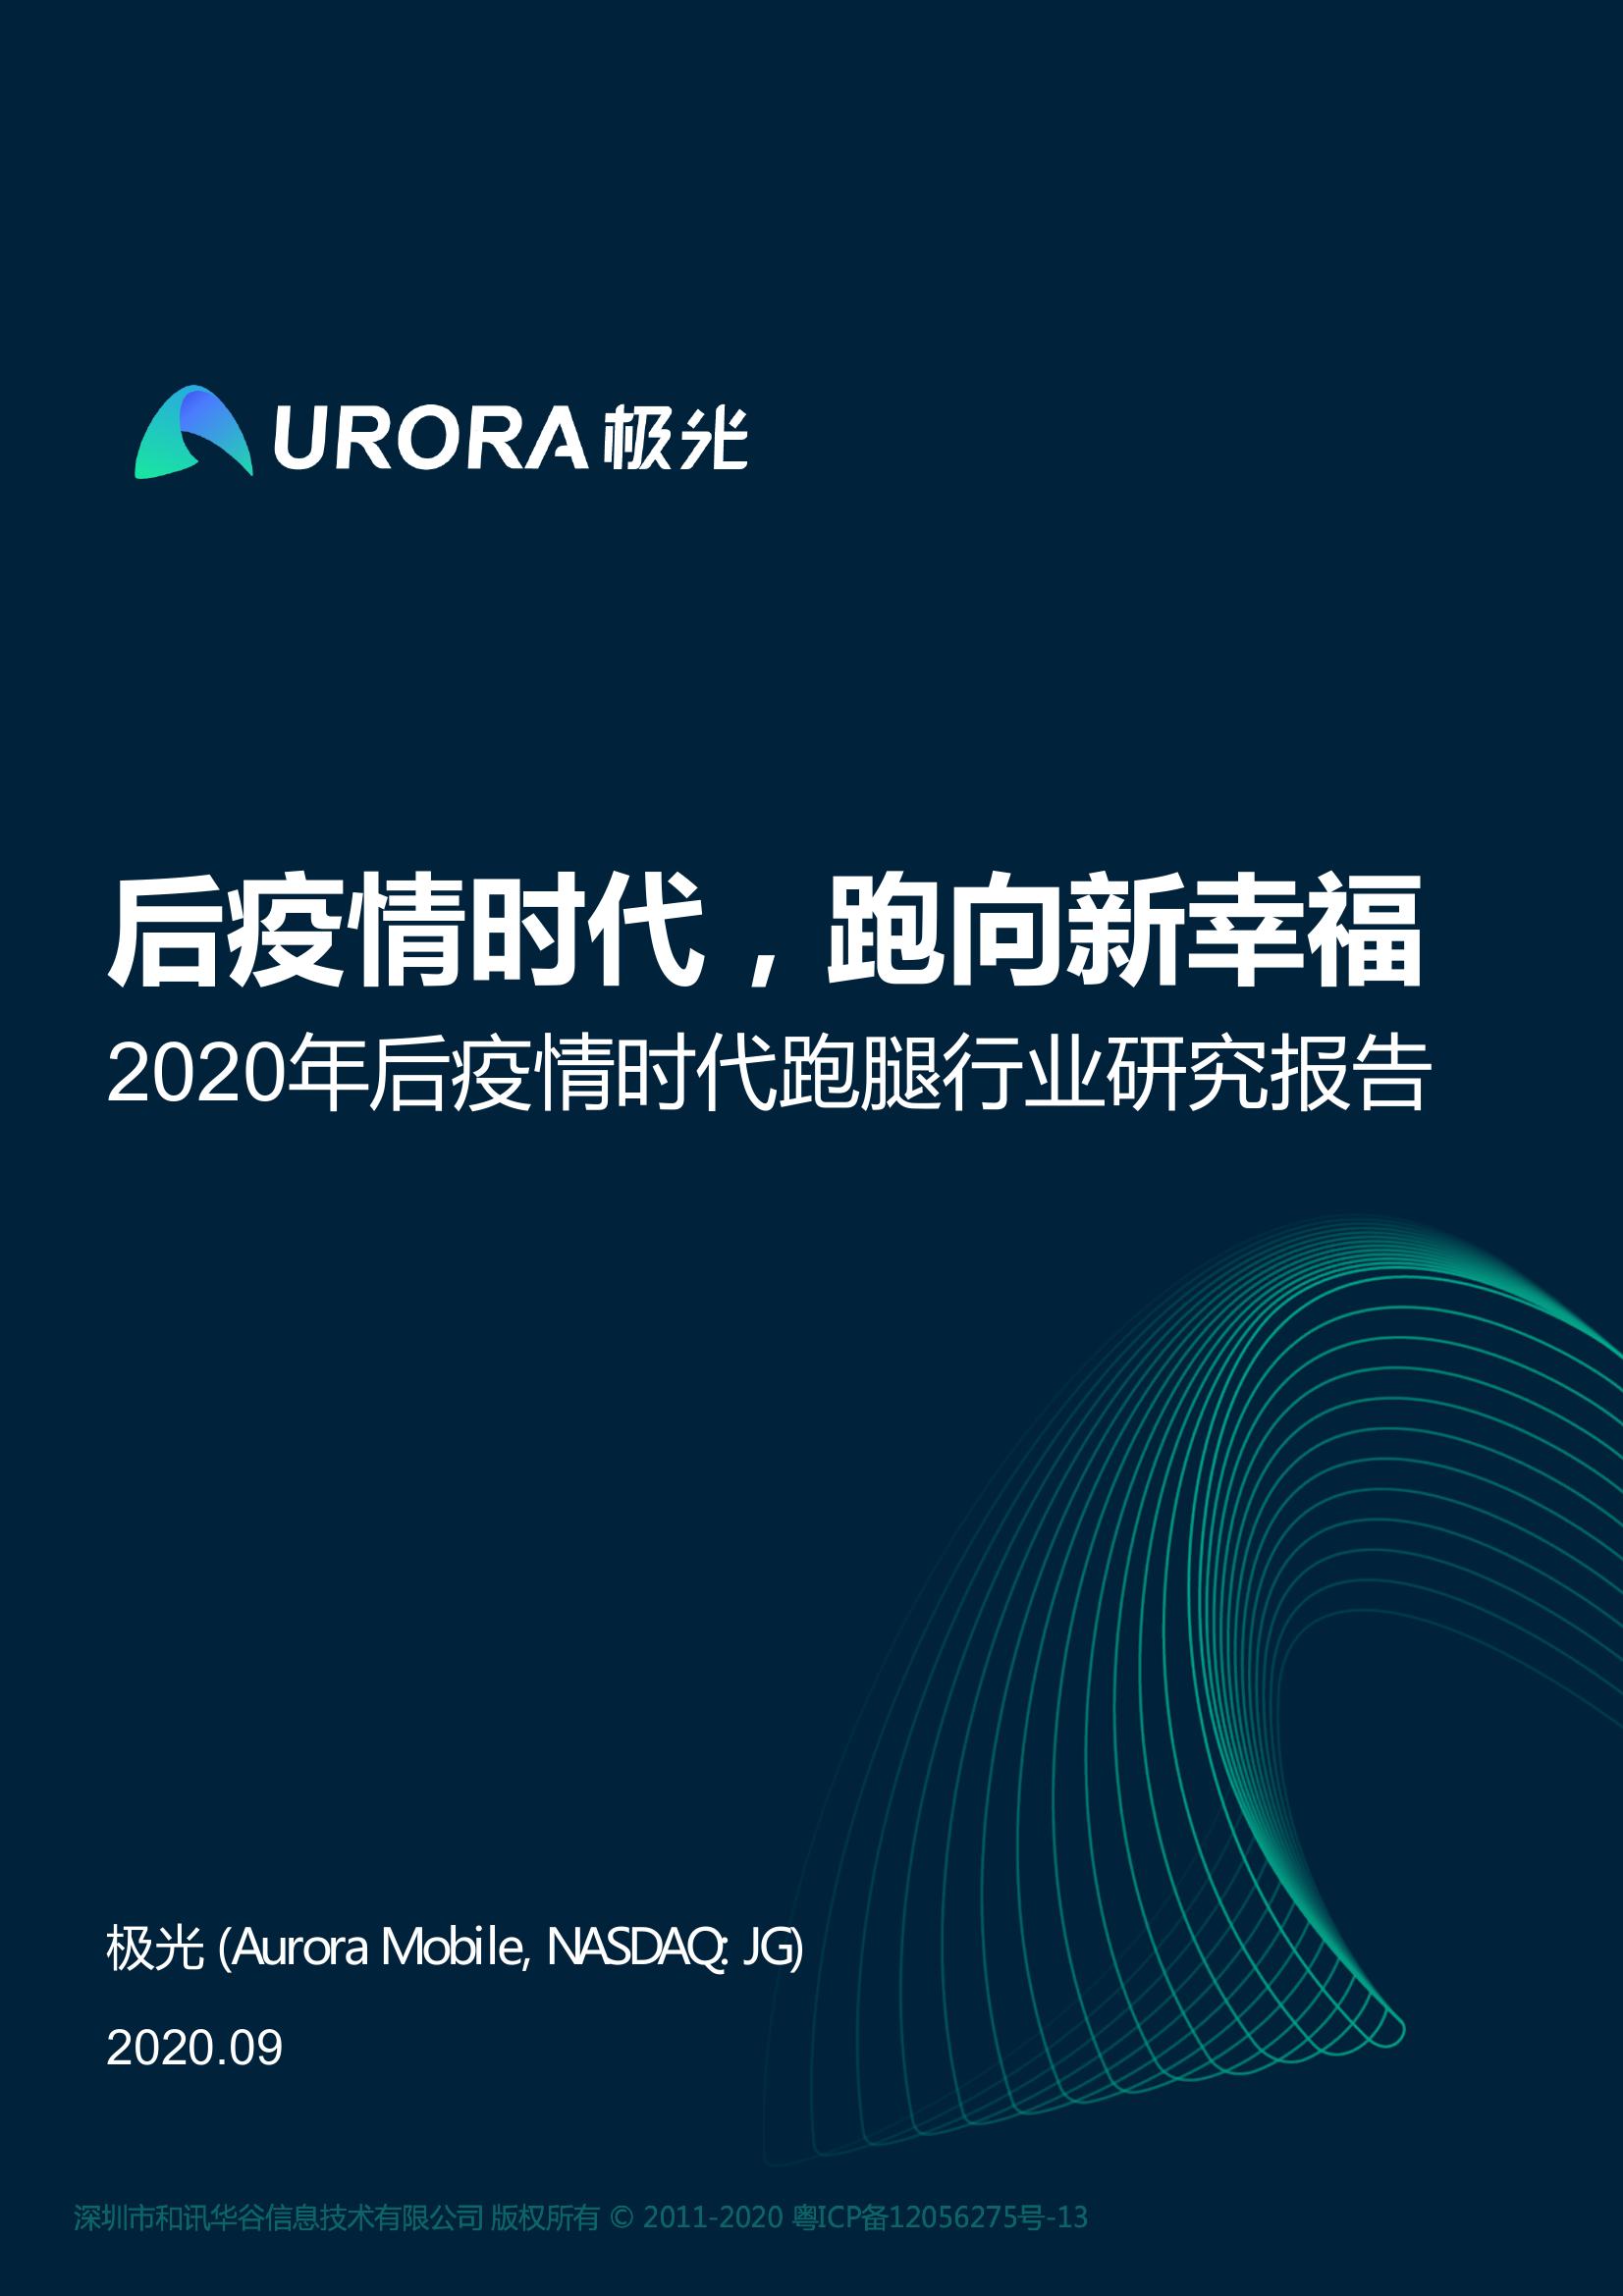 URORA 极光
后疫情时代，跑向新幸福
2020年后疫情时代跑腿行业研究报告
极光 (Aurora Mobile, NASDAQ: JG)
2020.09
深圳市和讯华谷信息技术有限公司 版权所有 © 2011-2020 粤ICP备12056275号-13